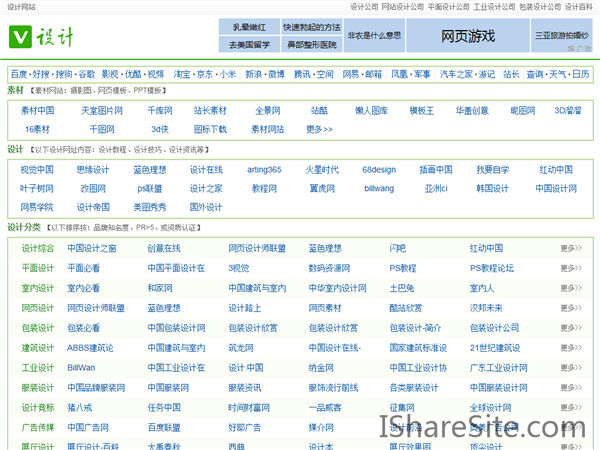 设计网站 设计公司 网站设计公司 平面设计公司 工业设计公司 包装设计公司 设计百科
V 设计 乳晕嫩红 快速勃起的方法 非农是什么意思 网页游戏 三亚旅游拍婚纱
去美国留学 鼻部整形医院 广告
百度·好搜·搜狗·谷歌 影视·优酷·视频 淘宝·京东·小米 新浪·微博 腾讯·空间 网易·邮箱 凤凰·军事 汽车之家·游记 站长 查询·天气·日历
素材 【素材网站：摄影图、网页模板、PPT模板】
素材中国 天堂图片网 千库网 站长素材 全景网 站酷 懒人图库 模板王 华盖创意 昵图网 3D溜溜
16素材 千图网 3d侠 图标下载 素材网站 更多>>
设计 【以下设计网址内容：设计教程、设计技巧、设计资讯等】
视觉中国 思缘设计 蓝色理想 设计在线 arting365 火星时代 68design 插画中国 我要自学 红动中国
叶子树网 改图网 ps联盟 设计之家 教程网 翼虎网 billwang 亚洲ci 韩国设计 中国设计网
网易学院 设计帝国 美图秀秀 国外设计
设计分类 【以下排序按：品牌知名度、PR>5、或资质认证】
设计综合 中国设计之窗 创意在线 网页设计师联盟 蓝色理想 闪吧 红动中国 更多>>
平面设计 平面必看 中国平面设计在 3视觉 数码资源网 PS教程 PS教程论坛 更多>>
室内设计 室内必看 和家网 中国建筑与室内 中华室内设计网 土巴兔 室内人 更多>>
网页设计 网页设计师联盟 蓝色理想 设计路上 网页素材 酷站欣赏 汉邦未来 更多>>
包装设计 包装必看 中国包装设计网 包装设计欣赏 包装设计欣赏 包装设计-简介 包装设计公司 更多>>
建筑设计 ABBS建筑论 中国建筑与室内 筑龙网 中国设计在线- 国家建筑标准设 21世纪建筑设 更多>>
工业设计 BillWan 中国工业设计在 设计.中国 纳金网 中国工业设计协 广东工业设计网 更多>>
服装设计 中国品牌服装网 中国服装网 服装资讯 服饰流行前线 各类服装设计 中国服装设计网 更多>>
设计竞标 猪八戒 任务中国 时间财富网 一品威客 征集网 全球设计网 更多>>
广告传媒 中国广告网 百度联盟 好耶广告 媒介网 设计前沿 奥美广告公司 更多>>
展厅设计 展厅设计-百科 大禹春秋 西典 设计本 展厅效果图 顶尖设计 更多>>
IShareSite.com